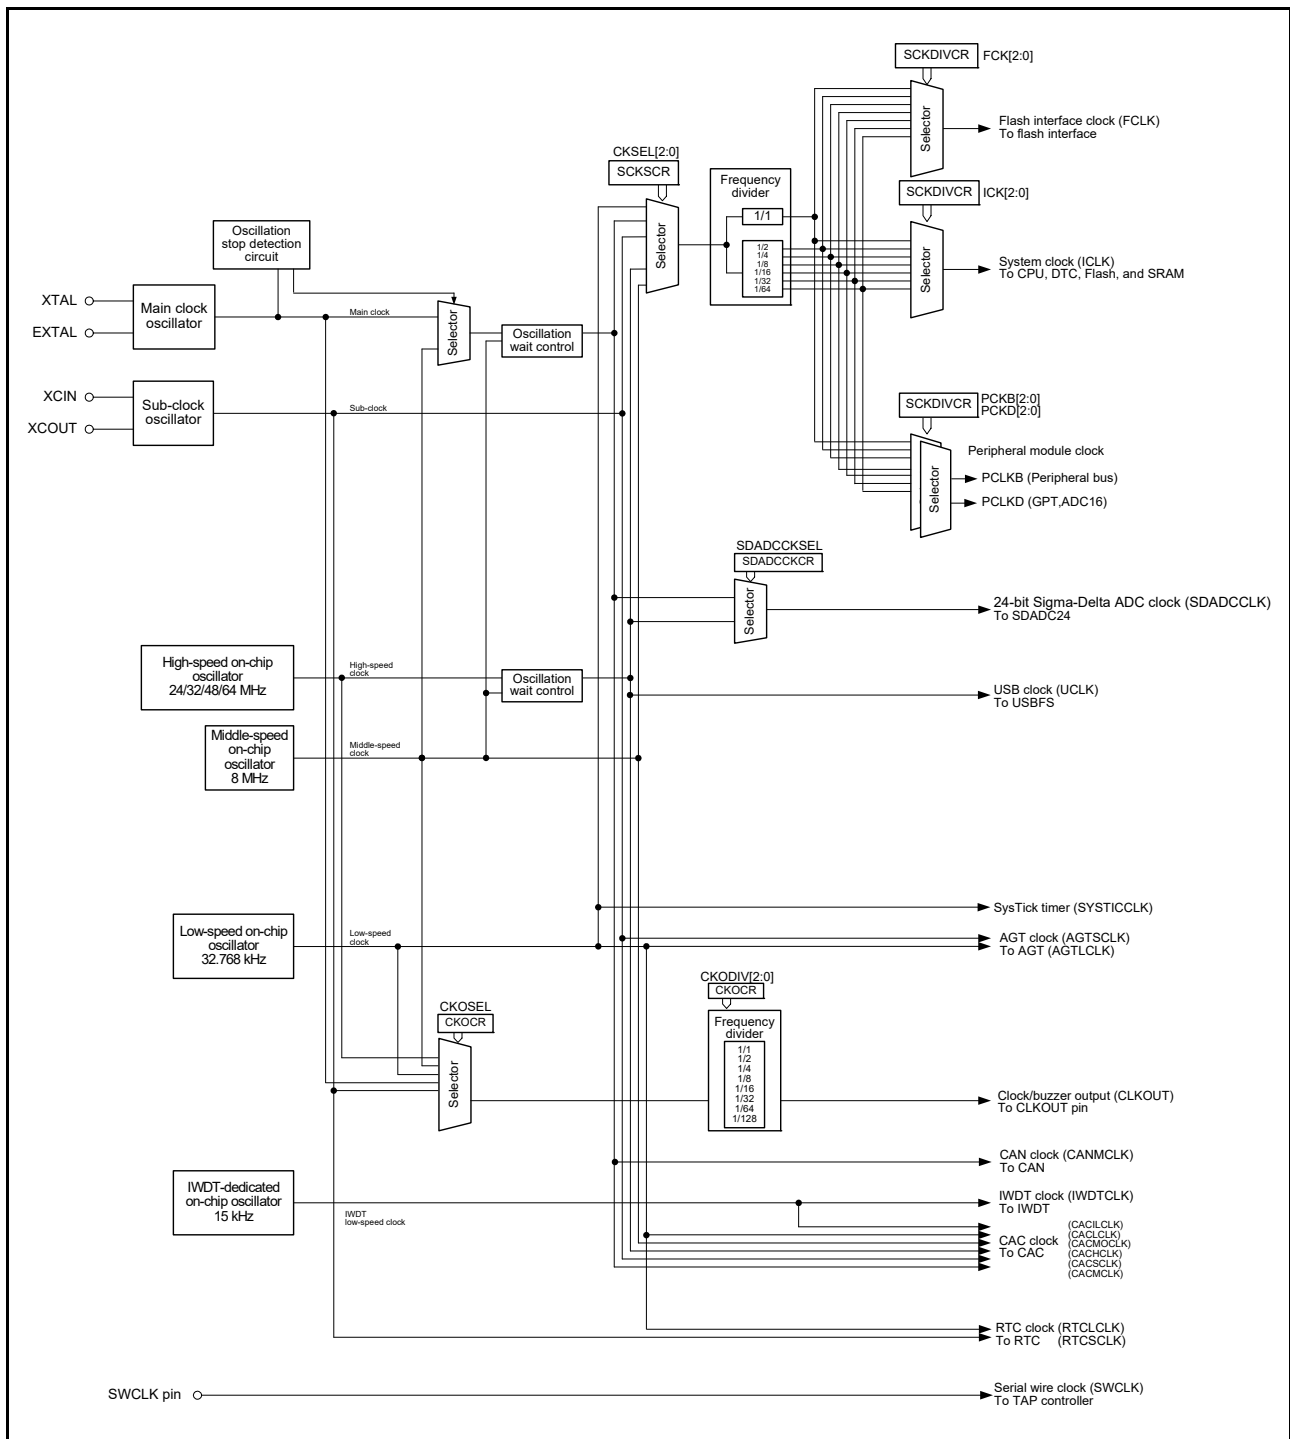 SCKDIVCR FCK[2:0]
Selector
Flash interface clock (FCLK)
To flash interface
CKSEL[2:0]
SCKSCR
Selector
Frequency
divider
1/1
1/2
1/4
1/8
1/16
1/32
1/64
SCKDIVCR ICK[2:0]
Selector
System clock (ICLK)
To CPU, DTC, Flash, and SRAM
Oscillation
stop detection
circuit
XTAL
EXTAL
Main clock
oscillator
Main clock
Selector
Oscillation
wait control
XCIN
XCOUT
Sub-clock
oscillator
Sub-clock
SCKDIVCR
PCKB[2:0]
PCKD[2:0]
Selector
Peripheral module clock
PCLKB (Peripheral bus)
PCLKD (GPT,ADC16)
SDADCCKSEL
SDADCCKCR
Selector
24-bit Sigma-Delta ADC clock (SDADCCLK)
To SDADC24
High-speed on-chip
oscillator
24/32/48/64 MHz
High-speed
clock
Oscillation
wait control
USB clock (UCLK)
To USBFS
Middle-speed
on-chip
oscillator
8 MHz
Middle-speed
clock
SysTick timer (SYSTICCLK)
Low-speed on-chip
oscillator
32.768 kHz
Low-speed
clock
AGT clock (AGTSCLK)
To AGT (AGTLCLK)
CKOSEL
CKOCR
Selector
CKODIV[2:0]
CKOCR
Frequency
divider
1/1
1/2
1/4
1/8
1/16
1/32
1/64
1/128
Clock/buzzer output (CLKOUT)
To CLKOUT pin
CAN clock (CANMCLK)
To CAN
IWDT-dedicated
on-chip oscillator
15 kHz
IWDT
low-speed clock
IWDT clock (IWDTCLK)
To IWDT
CAC clock
To CAC
(CACILCLK)
(CACLCLK)
(CACMOCLK)
(CACHCLK)
(CACSCLK)
(CACMCLK)
RTC clock (RTCLCLK)
To RTC (RTCSCLK)
SWCLK pin
Serial wire clock (SWCLK)
To TAP controller